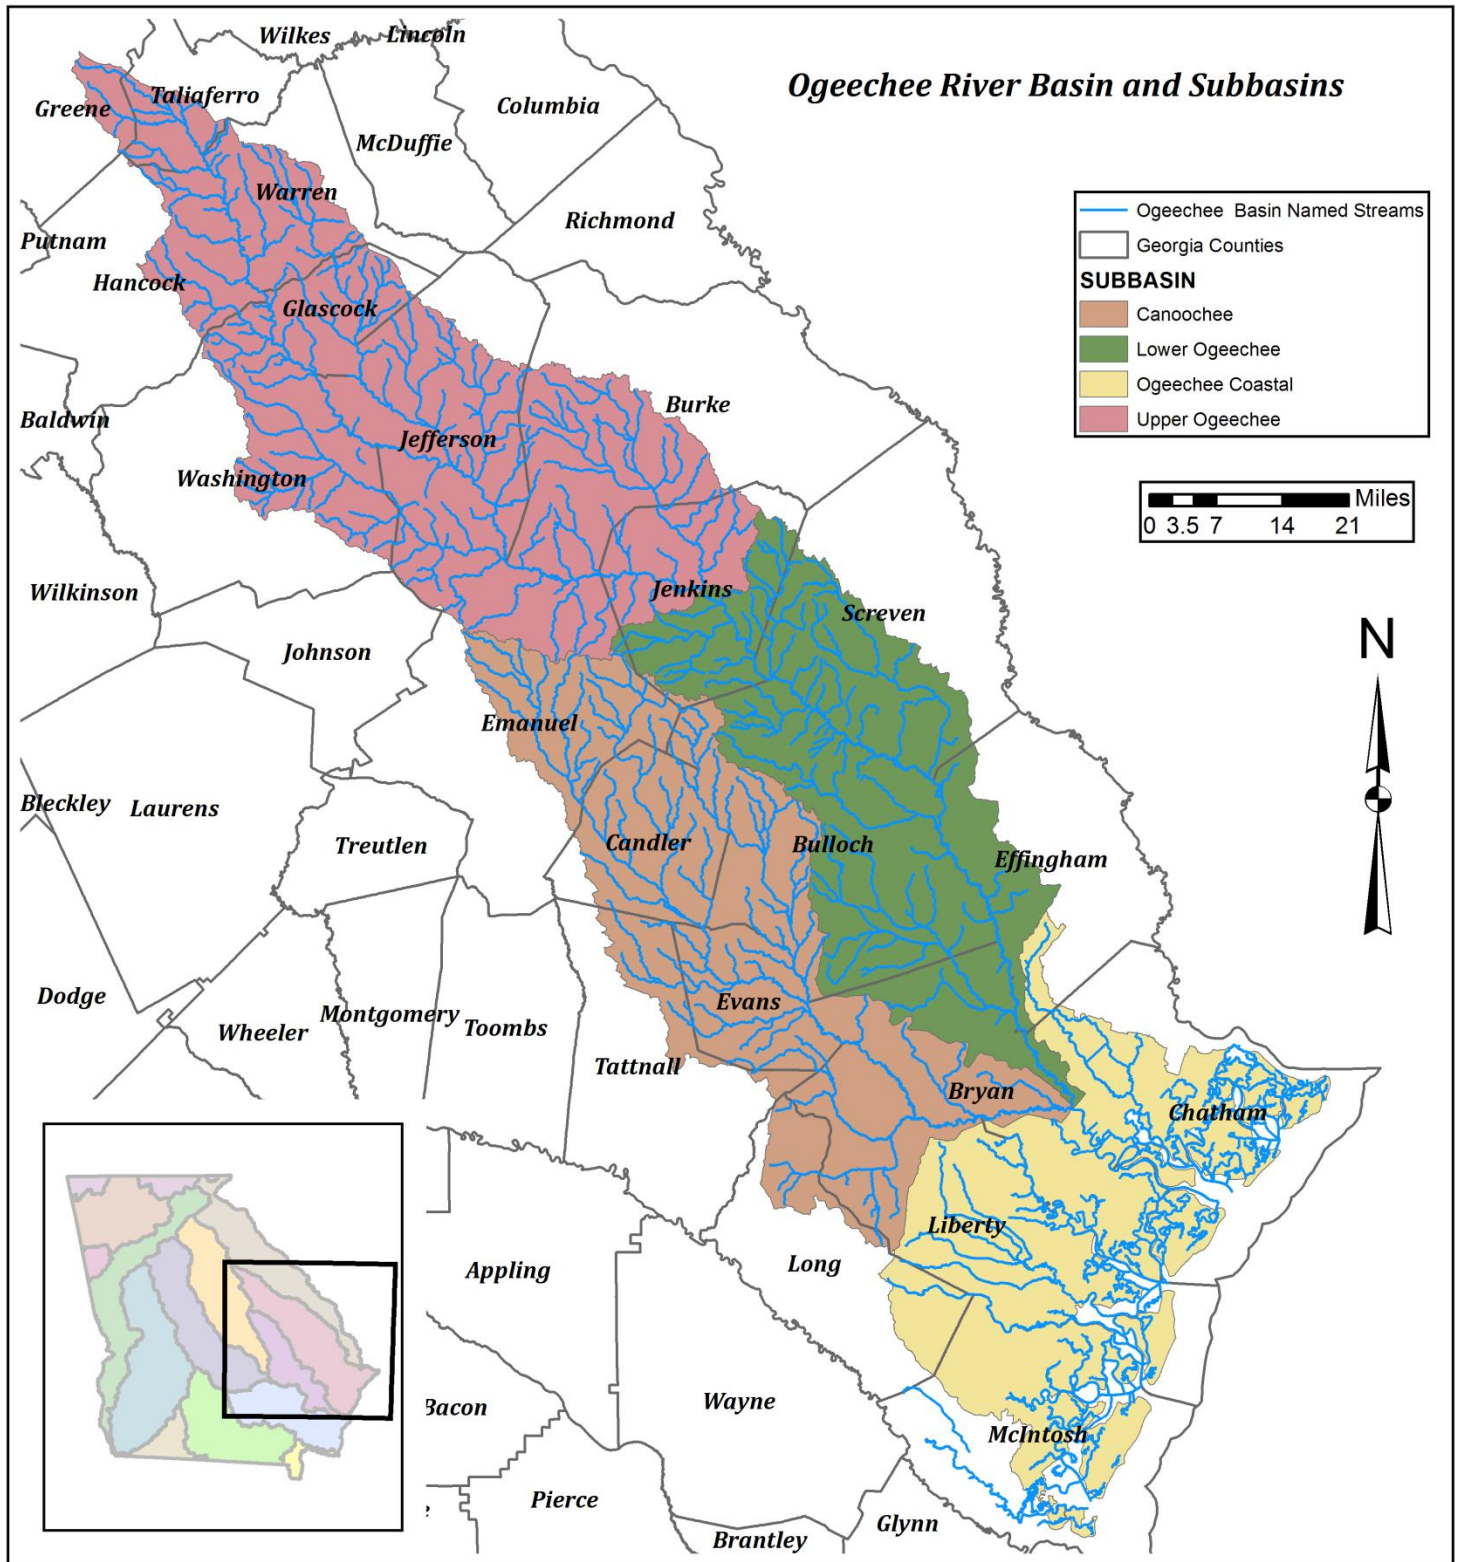 Wilkes
Lincoln
Ogeechee River Basin and Subbasins
Greene
Taliaferro
Columbia
McDuffie
Warren
Richmond
Ogeechee Basin Named Streams
Georgia Counties
SUBBASIN
Canoochee
Lower Ogeechee
Ogeechee Coastal
Upper Ogeechee
Putnam
Hancock
Glascock
Baldwin
Burke
Jefferson
Washington
Miles
0 3.5 7 14 21
Wilkinson
Jenkins
Screven
N
Johnson
Emanuel
Bleckley
Laurens
Treutlen
Candler
Bulloch
Effingham
Dodge
Wheeler
Montgomery
Toombs
Evans
Tattnall
Bryan
Chatham
Liberty
Long
Appling
Wayne
Bacon
McIntosh
Pierce
Brantley
Glynn